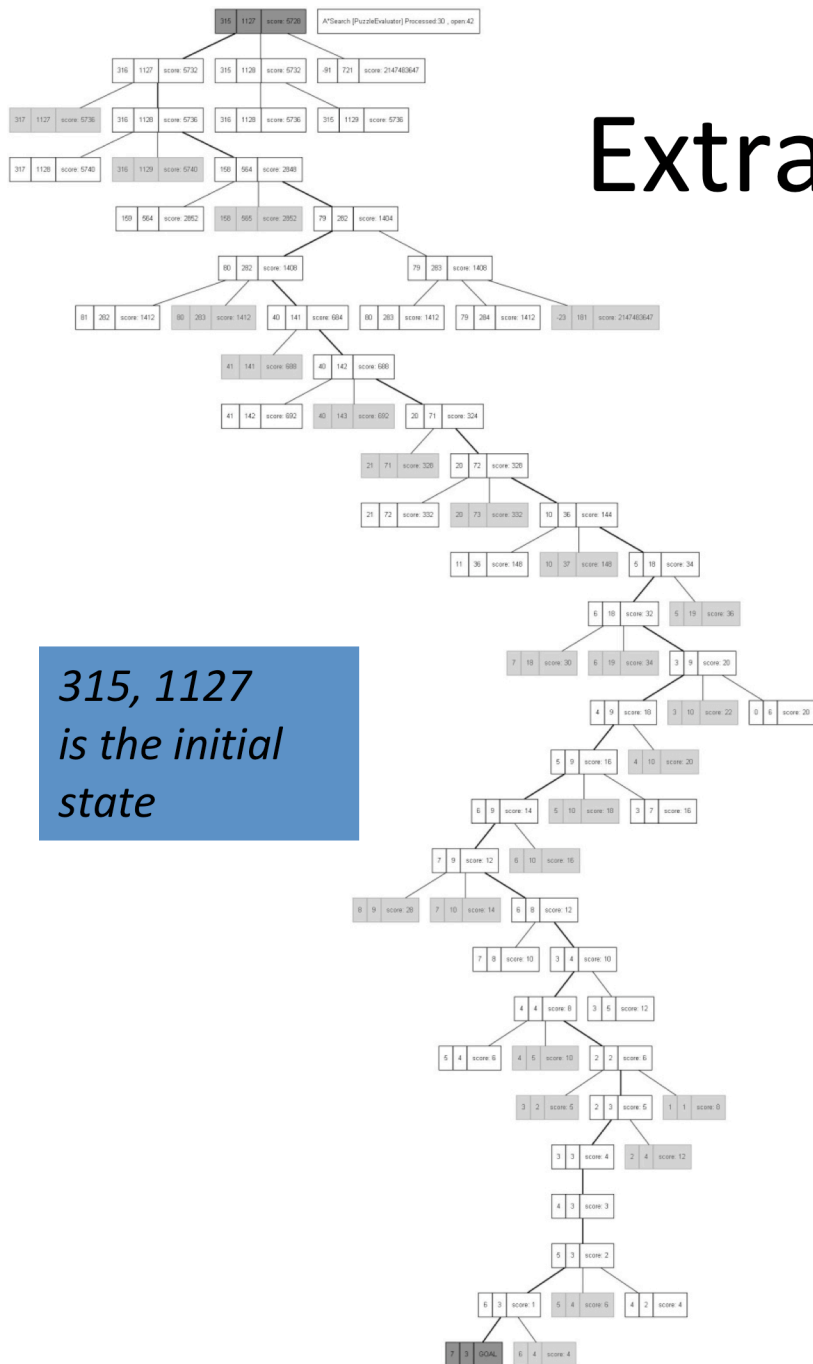 315 1127 score: 5728 A*Search [PuzzleEvaluator] Processed:30 , open:42
316 1127 score: 5732 315 1128 score: 5732 -91 721 score: 2147483647
317 1127 score: 5736 316 1128 score: 5736 316 1128 score: 5736 315 1129 score: 5736
Extra
317 1128 score: 5740 316 1129 score: 5740 158 564 score: 2848
159 564 score: 2852 158 565 score: 2852 79 282 score: 1404
80 282 score: 1408 79 283 score: 1408
81 282 score: 1412 80 283 score: 1412 40 141 score: 684 80 283 score: 1412 79 284 score: 1412 -23 181 score: 2147483647
41 141 score: 688 40 142 score: 688
41 142 score: 692 40 143 score: 692 20 71 score: 324
21 71 score: 328 20 72 score: 328
21 72 score: 332 20 73 score: 332 10 36 score: 144
11 36 score: 148 10 37 score: 148 5 18 score: 34
6 18 score: 32 5 19 score: 36
7 19 score: 30 6 19 score: 34 3 9 score: 20
315, 1127
is the initial
state
4 9 score: 18 3 10 score: 22 0 6 score: 20
5 9 score: 16 4 10 score: 20
6 9 score: 14 5 10 score: 18 3 7 score: 16
7 9 score: 12 6 10 score: 16
8 9 score: 28 7 10 score: 14 6 8 score: 12
7 8 score: 10 3 4 score: 10
4 4 score: 8 3 5 score: 12
5 4 score: 6 4 5 score: 10 2 2 score: 6
3 2 score: 5 2 3 score: 5 1 1 score: 8
3 3 score: 4 2 4 score: 12
4 3 score: 3
5 3 score: 2
6 3 score: 1 5 4 score: 6 4 2 score: 4
7 3 GOAL 6 4 score: 4